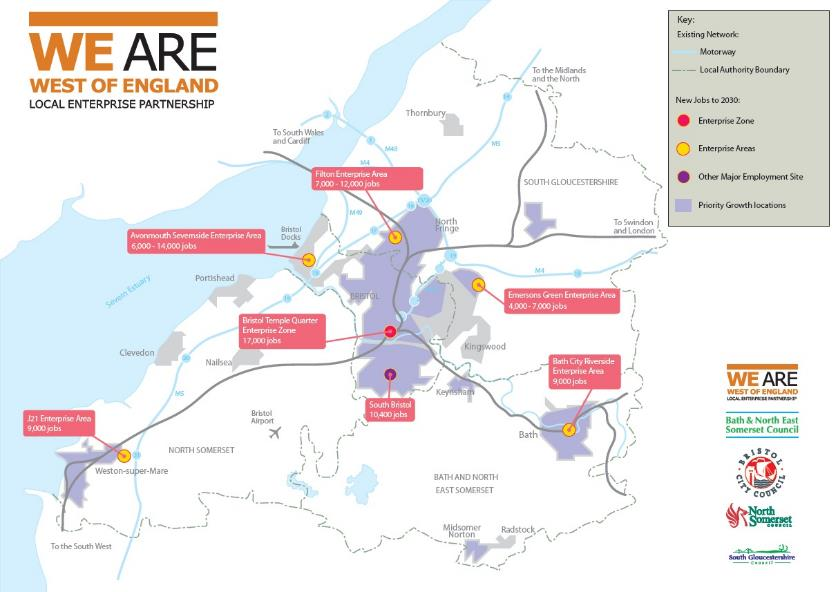 WE ARE
WEST OF ENGLAND
LOCAL ENTERPRISE PARTNERSHIP
Key:
Existing Network:
Motorway
Local Authority Boundary
New Jobs to 2030:
Enterprise Zone
Enterprise Areas
Other Major Employment Site
Priority Growth locations
To the Midlands
and the North
Thornbury
To South Wales
and Cardiff
M48
M5
M4
Filton Enterprise Area
7,000 - 12,000 jobs
SOUTH GLOUCESTERSHIRE
M49
North
Fringe
To Swindon
and London
Avonmouth Severnside Enterprise Area
6,000 - 14,000 jobs
Bristol
Docks
M4
Portishead
Severn Estuary
BRISTOL
Emersons Green Enterprise Area
4,000 - 7,000 jobs
Bristol Temple Quarter
Enterprise Zone
17,000 jobs
Kingswood
Clevedon
Nailsea
20
Bath City Riverside
Enterprise Area
9,000 jobs
M5
Keynsham
South Bristol
10,400 jobs
J21 Enterprise Area
9,000 jobs
Bristol
Airport
Bath
NORTH SOMERSET
21
Weston-super-Mare
BATH AND NORTH
EAST SOMERSET
Midsomer
Norton
Radstock
To the South West
WE ARE
WEST OF ENGLAND
LOCAL ENTERPRISE PARTNERSHIP
Bath & North East
Somerset Council
BRISTOL
CITY COUNCIL
North
Somerset
COUNCIL
South Gloucestershire
COUNCIL